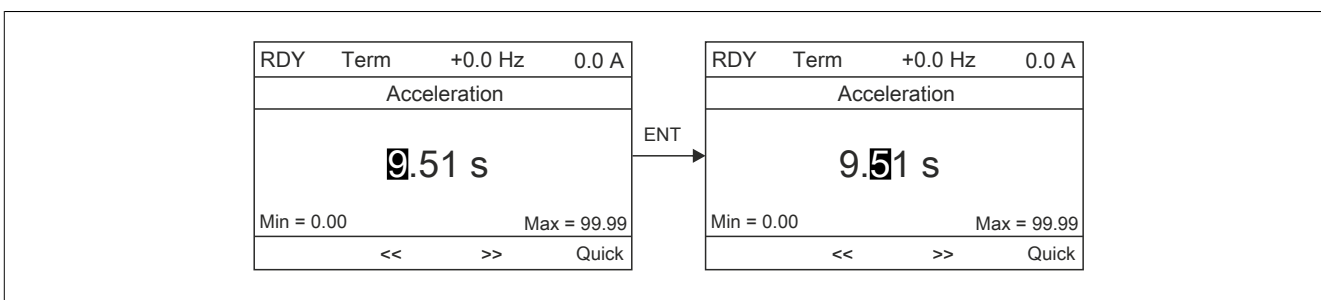 RDY Term +0.0 Hz 0.0 A
Acceleration
9.51 s
Min = 0.00 Max = 99.99
<< >> Quick
ENT
RDY Term +0.0 Hz 0.0 A
Acceleration
9.51 s
Min = 0.00 Max = 99.99
<< >> Quick